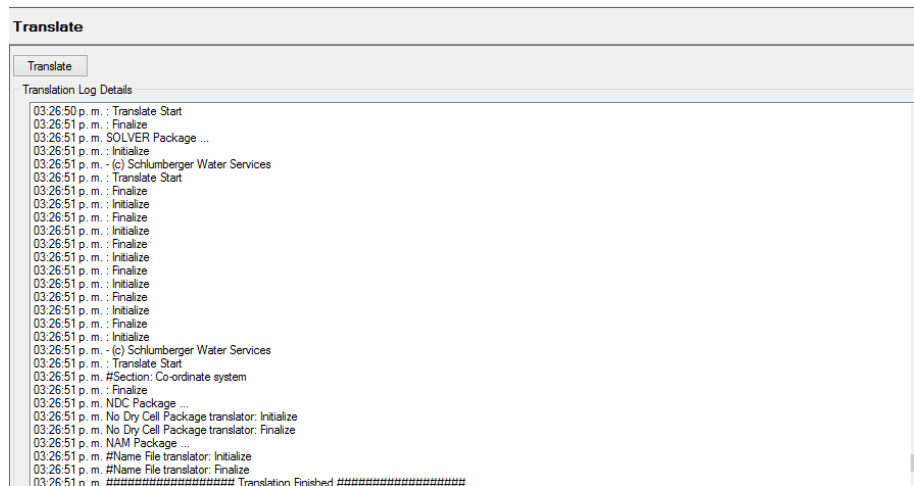 Translate
Translate
Translation Log Details
03:26:50 p. m. : Translate Start
03:26:51 p. m. : Finalize
03:26:51 p. m. SOLVER Package ...
03:26:51 p. m. : Initialize
03:26:51 p. m. - (c) Schlumberger Water Services
03:26:51 p. m. : Translate Start
03:26:51 p. m. : Finalize
03:26:51 p. m. : Initialize
03:26:51 p. m. : Finalize
03:26:51 p. m. : Initialize
03:26:51 p. m. : Finalize
03:26:51 p. m. : Initialize
03:26:51 p. m. : Finalize
03:26:51 p. m. : Initialize
03:26:51 p. m. : Finalize
03:26:51 p. m. : Initialize
03:26:51 p. m. : Finalize
03:26:51 p. m. : Initialize
03:26:51 p. m. - (c) Schlumberger Water Services
03:26:51 p. m. : Translate Start
03:26:51 p. m. #Section: Co-ordinate system
03:26:51 p. m. : Finalize
03:26:51 p. m. NDC Package ...
03:26:51 p. m. No Dry Cell Package translator: Initialize
03:26:51 p. m. No Dry Cell Package translator: Finalize
03:26:51 p. m. NAM Package ...
03:26:51 p. m. #Name File translator: Initialize
03:26:51 p. m. #Name File translator: Finalize
03:26:51 p. m. ################## Translation Finished ##################